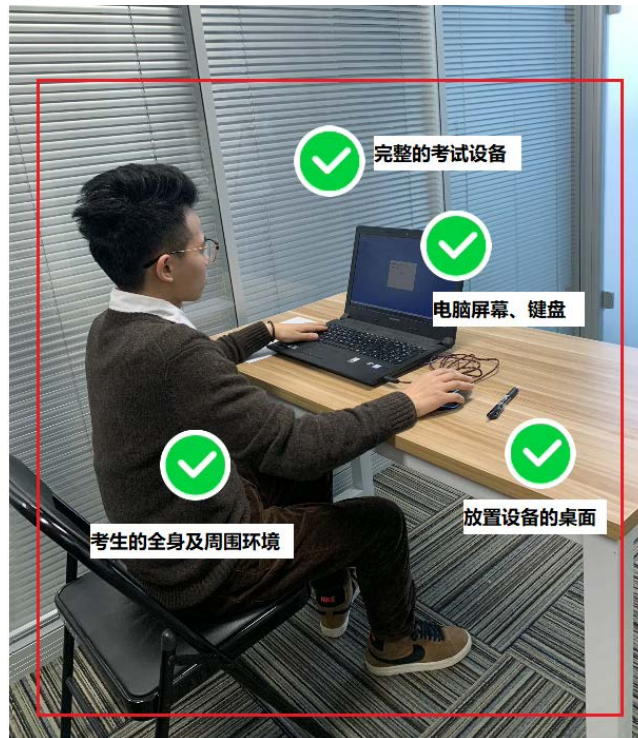 完整的考试设备
电脑屏幕、键盘
放置设备的桌面
考生的全身及周围环境